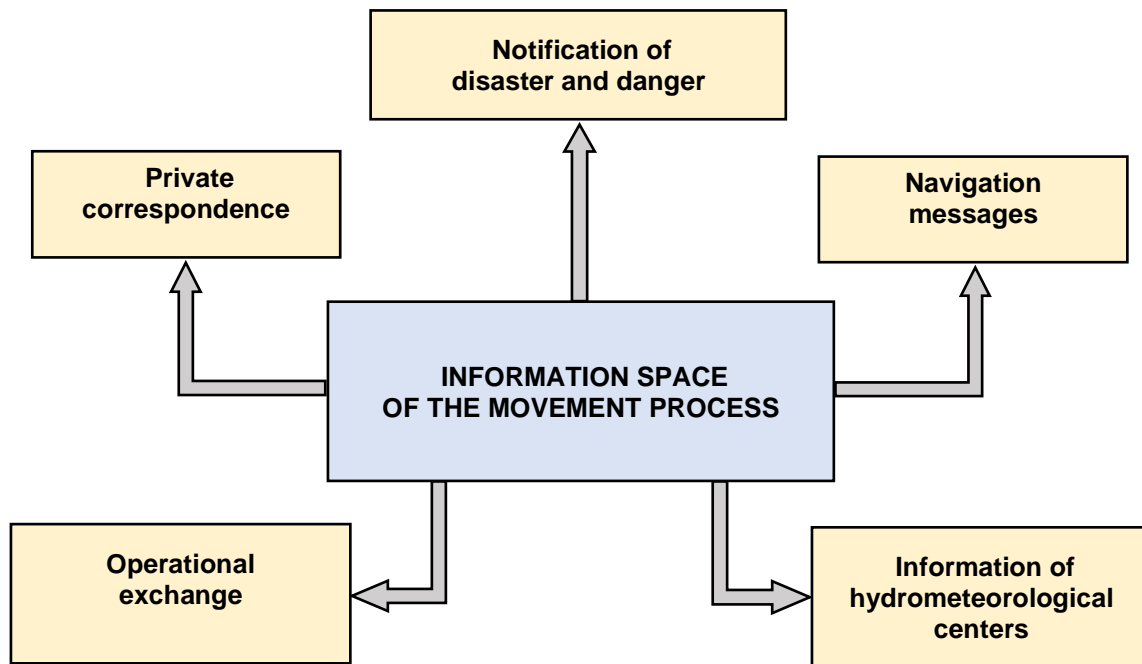 Notification of
disaster and danger
Private
correspondence
Navigation
messages
INFORMATION SPACE
OF THE MOVEMENT PROCESS
Operational
exchange
Information of
hydrometeorological
centers